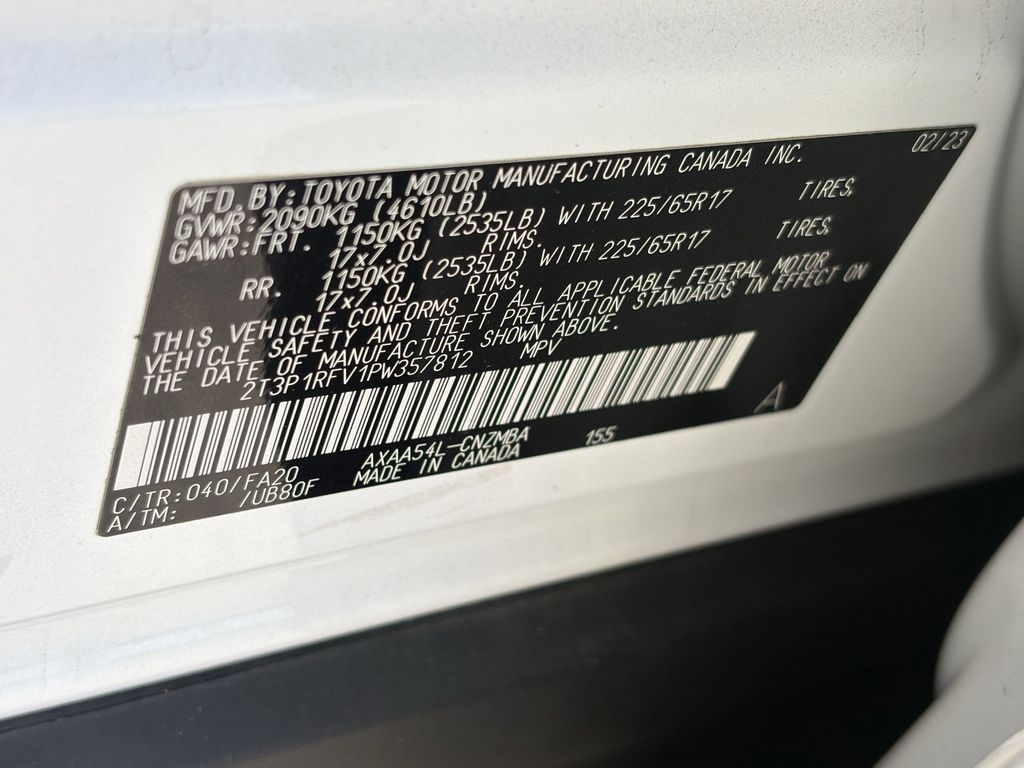 02/23
MFD. BY: TOYOTA MOTOR MANUFACTURING CANADA INC.
GVWR: 2090KG (4610LB)
GAWR: FRT. 1150KG (2535LB) WITH 225/65R17 TIRES,
17x7.0J RIMS.
RR. 1150KG (2535LB) WITH 225/65R17 TIRES,
17x7.0J RIMS.
THIS VEHICLE CONFORMS TO ALL APPLICABLE FEDERAL MOTOR
VEHICLE SAFETY AND THEFT PREVENTION STANDARDS IN EFFECT ON
THE DATE OF MANUFACTURE SHOWN ABOVE.
2T3P1RFV1PW357812 MPV
A
C/TR: 040/FA20 AXAA54L-CNZMBA 155
A/TM: /UB80F MADE IN CANADA